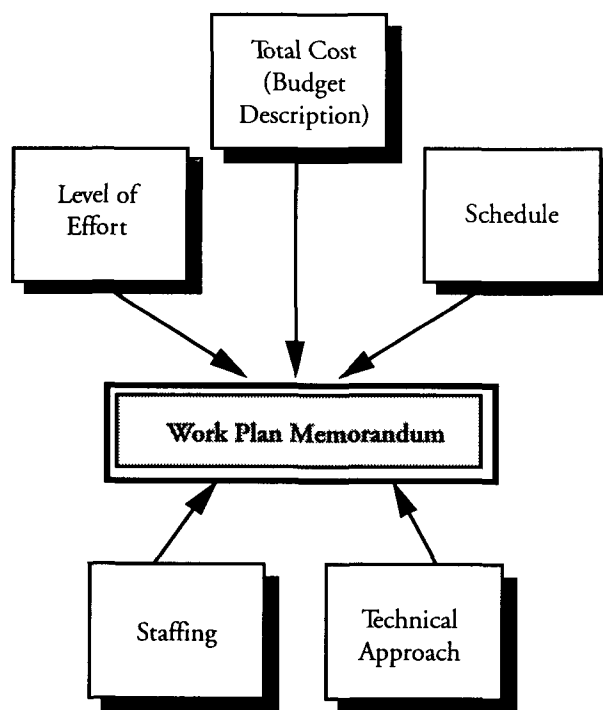 Total Cost
(Budget
Description)
Level of
Effort
Schedule
Work Plan Memorandum
Staffing
Technical
Approach